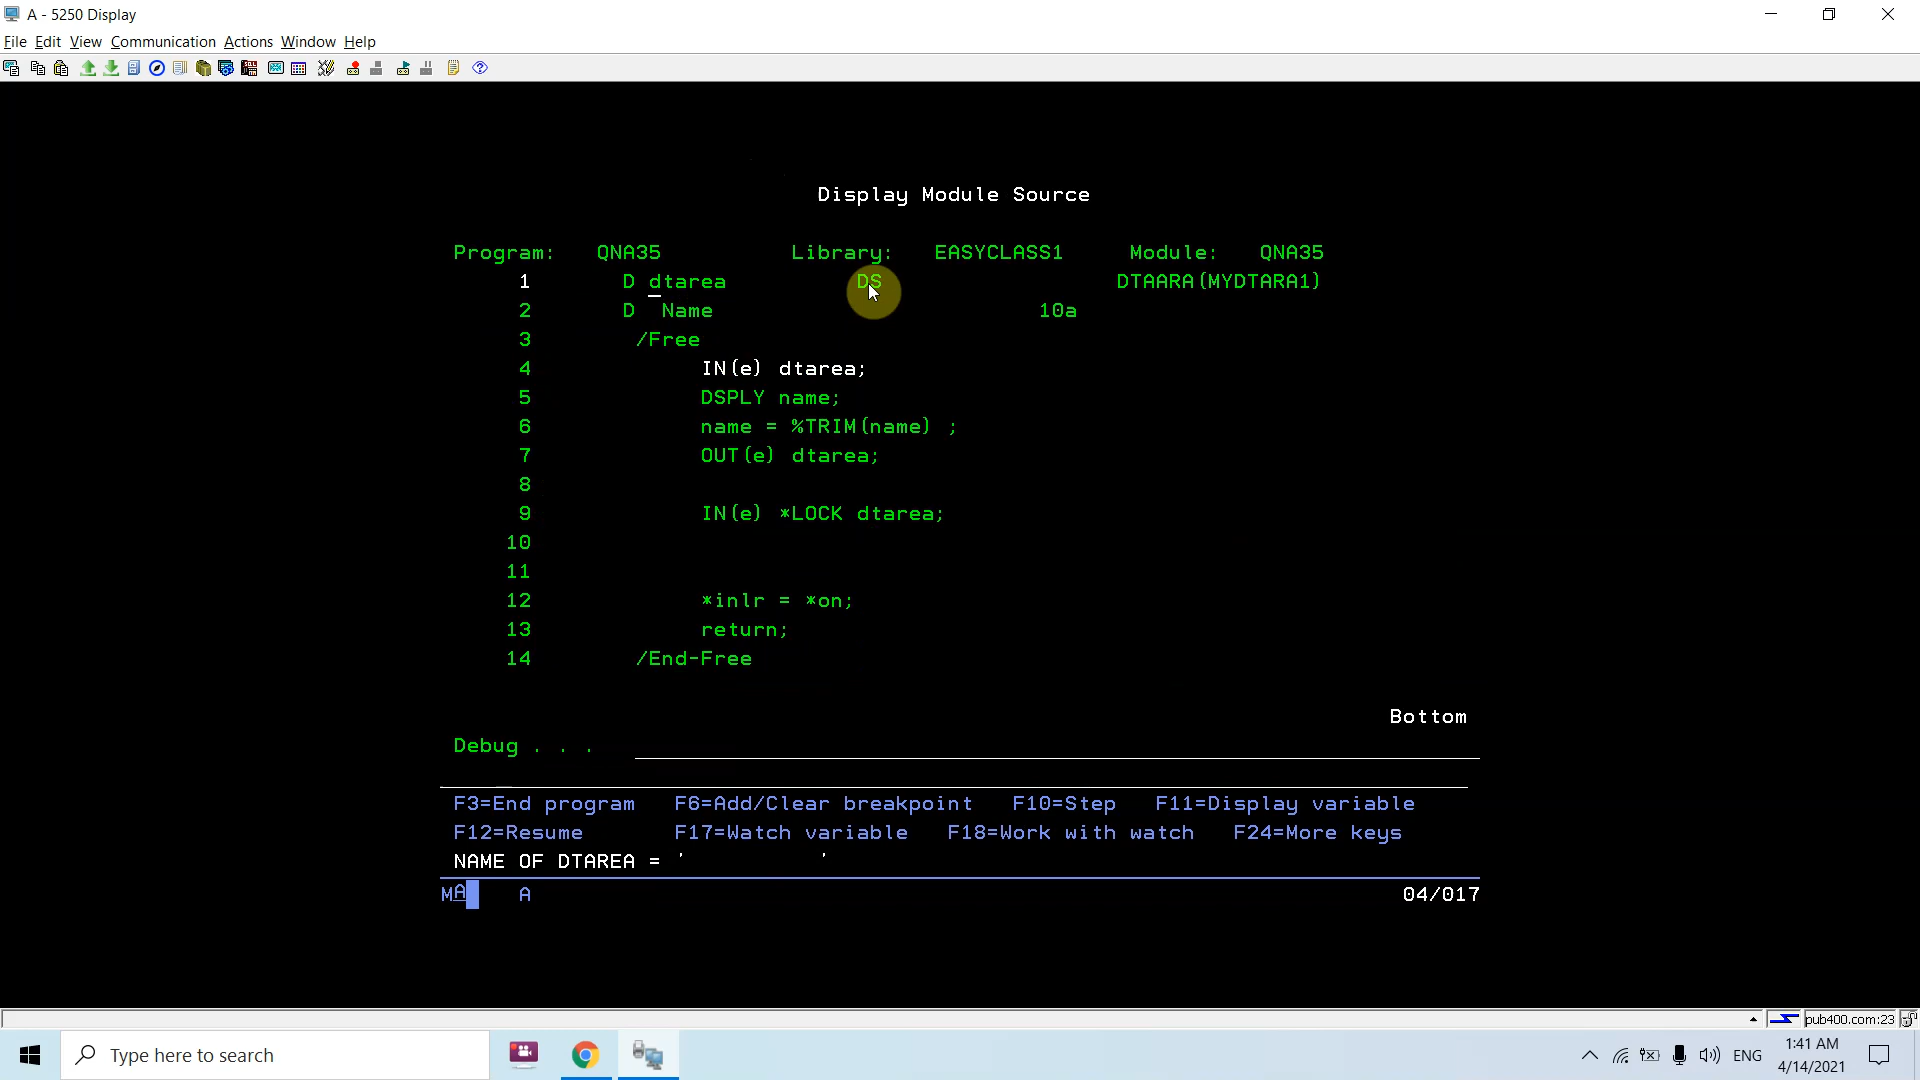 A - 5250 Display
File Edit View Communication Actions Window Help
Display Module Source
Program: QNA35 Library: EASYCLASS1 Module: QNA35
1 D dtarea DS DTAARA(MYDTARA1)
2 D Name 10a
3 /Free
4 IN(e) dtarea;
5 DSPLY name;
6 name = %TRIM(name) ;
7 OUT(e) dtarea;
8
9 IN(e) *LOCK dtarea;
10
11
12 *inlr = *on;
13 return;
14 /End-Free
Bottom
Debug . . .
F3=End program F6=Add/Clear breakpoint F10=Step F11=Display variable
F12=Resume F17=Watch variable F18=Work with watch F24=More keys
NAME OF DTAREA = '          '
MA A 04/017
pub400.com:23
Type here to search ENG 1:41 AM
4/14/2021